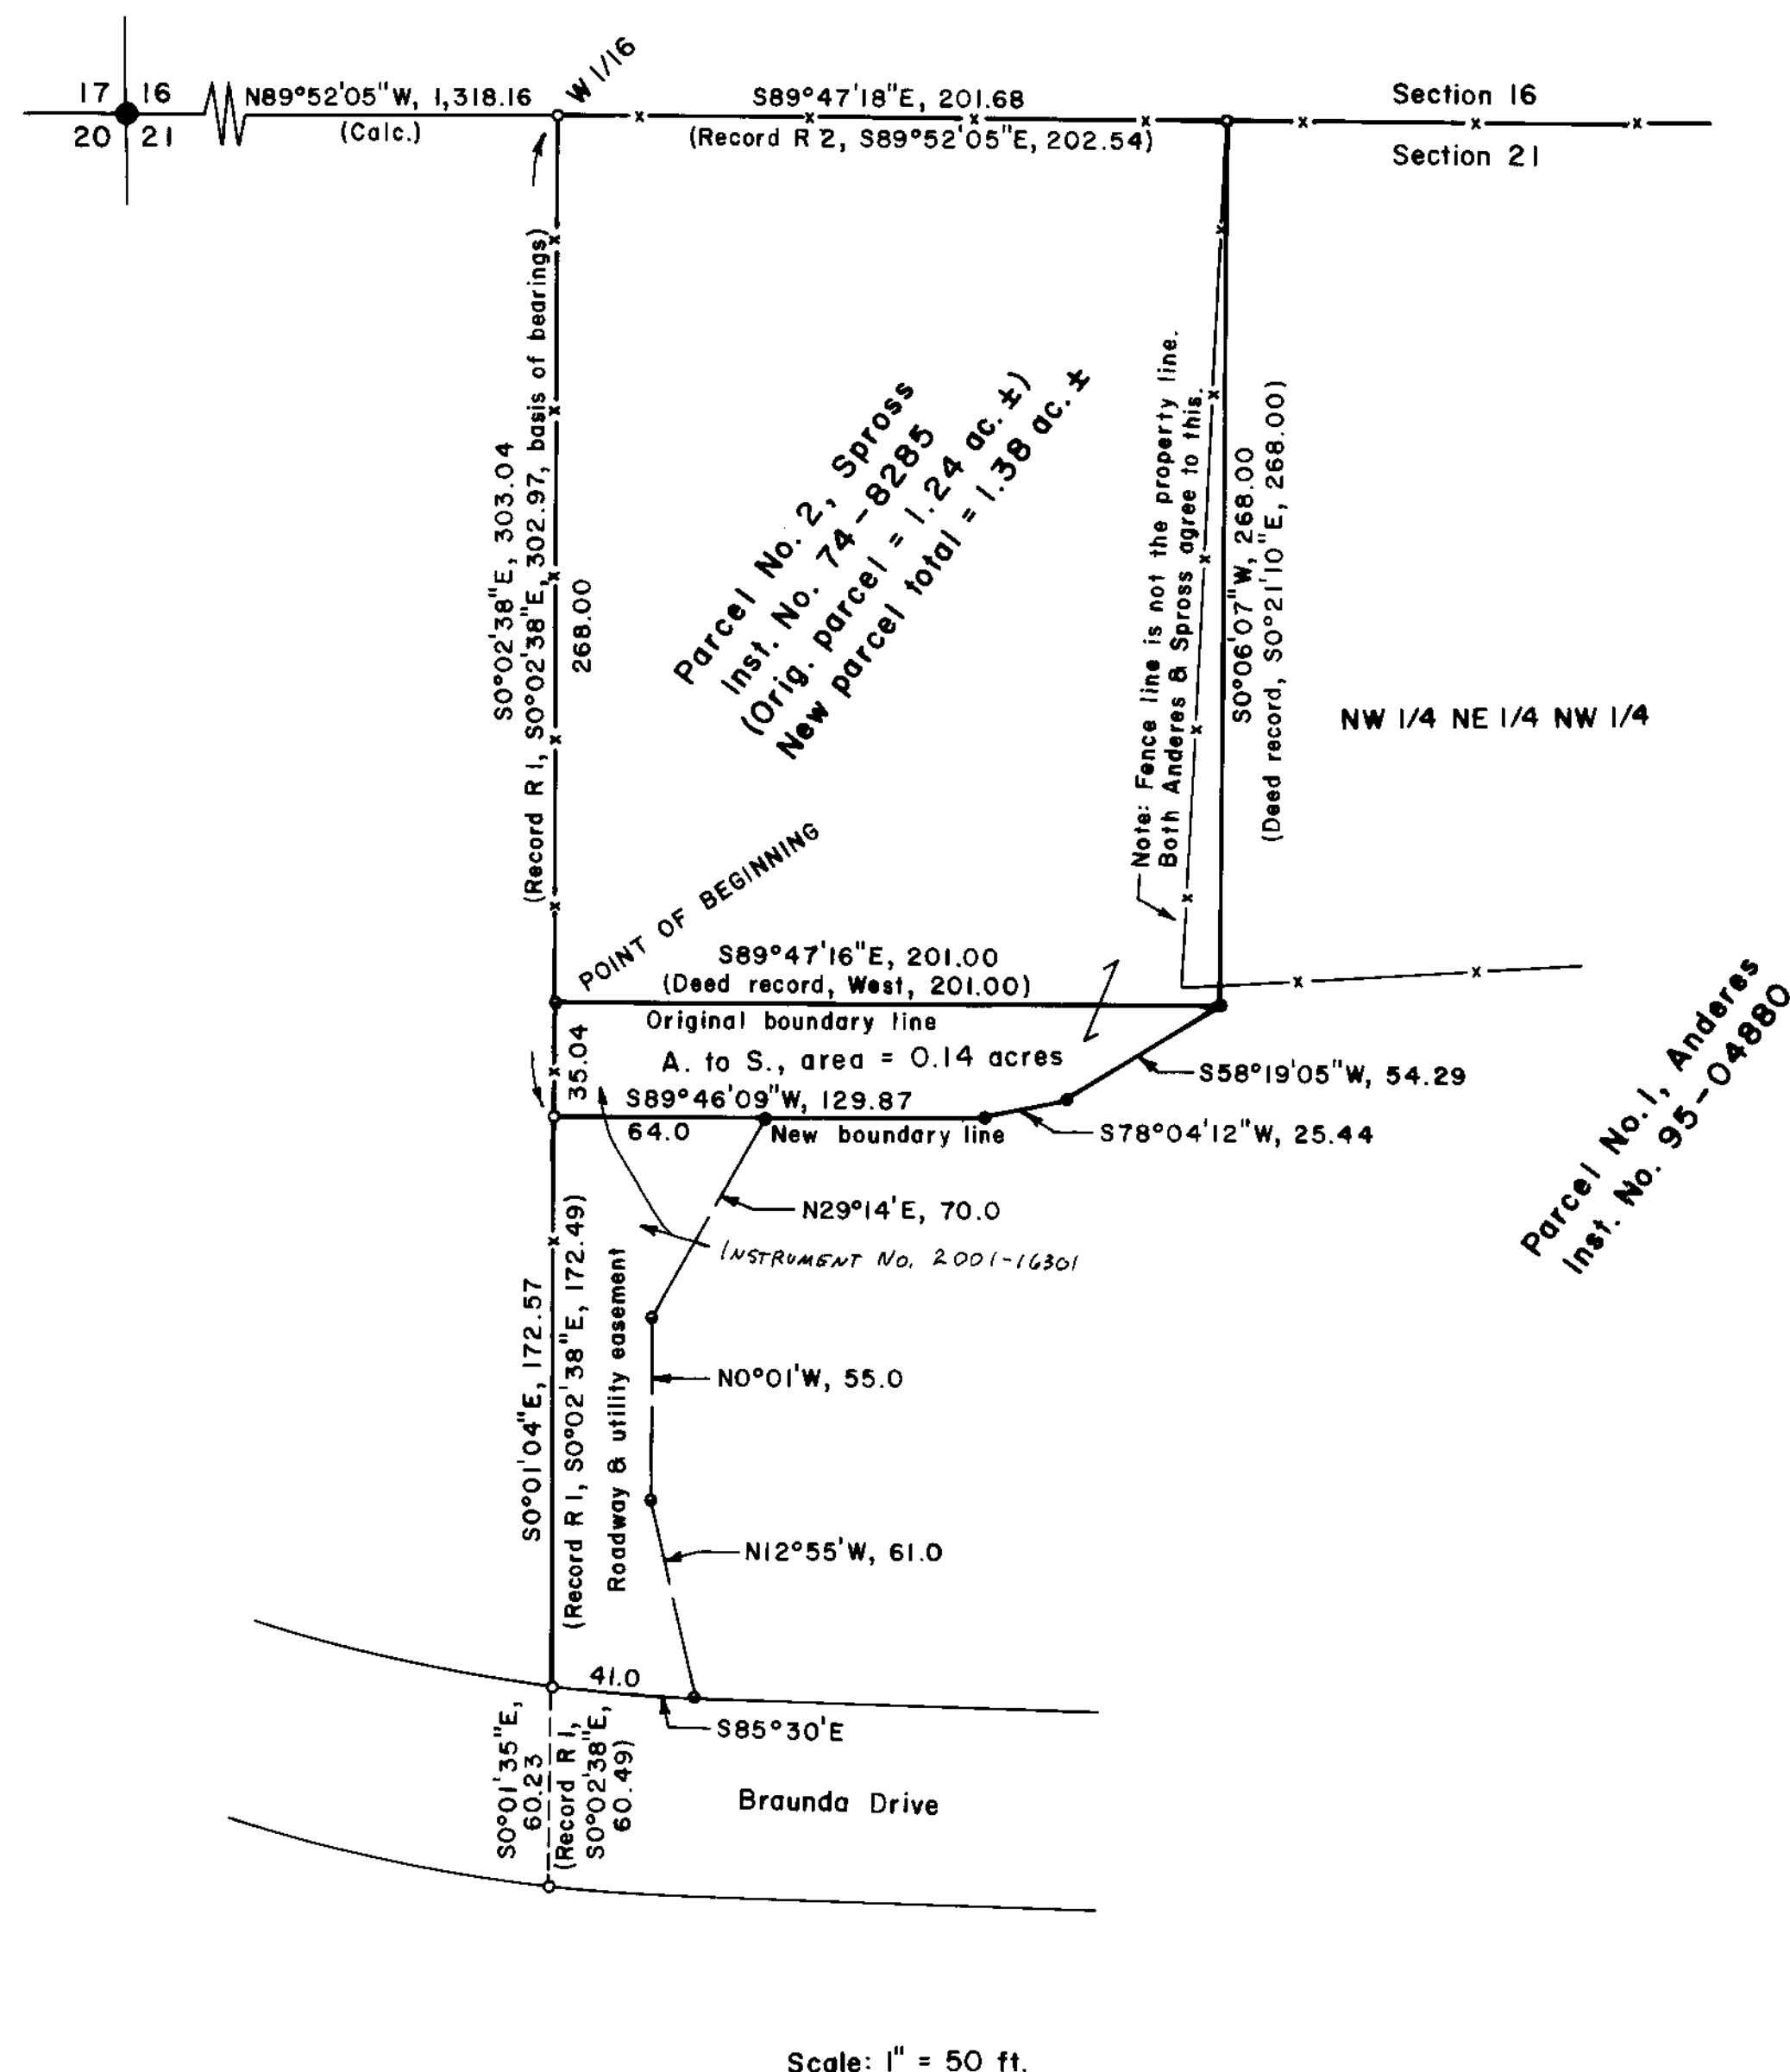 17 16
20 21
N89°52'05"W, 1,318.16
(Calc.)
W 1/16
S89°47'18"E, 201.68
(Record R 2, S89°52'05"E, 202.54)
Section 16
Section 21
S0°02'38"E, 303.04
(Record R 1, S0°02'38"E, 302.97, basis of bearings)
268.00
Parcel No. 2, Spross
Inst. No. 74-8285
(Orig. parcel = 1.24 ac. ±)
New parcel total = 1.38 ac. ±
Note: Fence line is not the property line.
Both Anderes & Spross agree to this.
S0°06'07"W, 268.00
(Deed record, S0°21'10"E, 268.00)
NW 1/4 NE 1/4 NW 1/4
POINT OF BEGINNING
S89°47'16"E, 201.00
(Deed record, West, 201.00)
Original boundary line
A. to S., area = 0.14 acres
35.04
S89°46'09"W, 129.87
64.0
New boundary line
S58°19'05"W, 54.29
S78°04'12"W, 25.44
Parcel No. 1, Anderes
Inst. No. 95-04880
N29°14'E, 70.0
INSTRUMENT NO. 2001-16301
S0°01'04"E, 172.57
(Record R 1, S0°02'38"E, 172.49)
Roadway & utility easement
N0°01'W, 55.0
N12°55'W, 61.0
41.0
S85°30'E
S0°01'35"E,
60.23
(Record R 1,
S0°02'38"E,
60.49)
Braunda Drive
Scale: 1" = 50 ft.